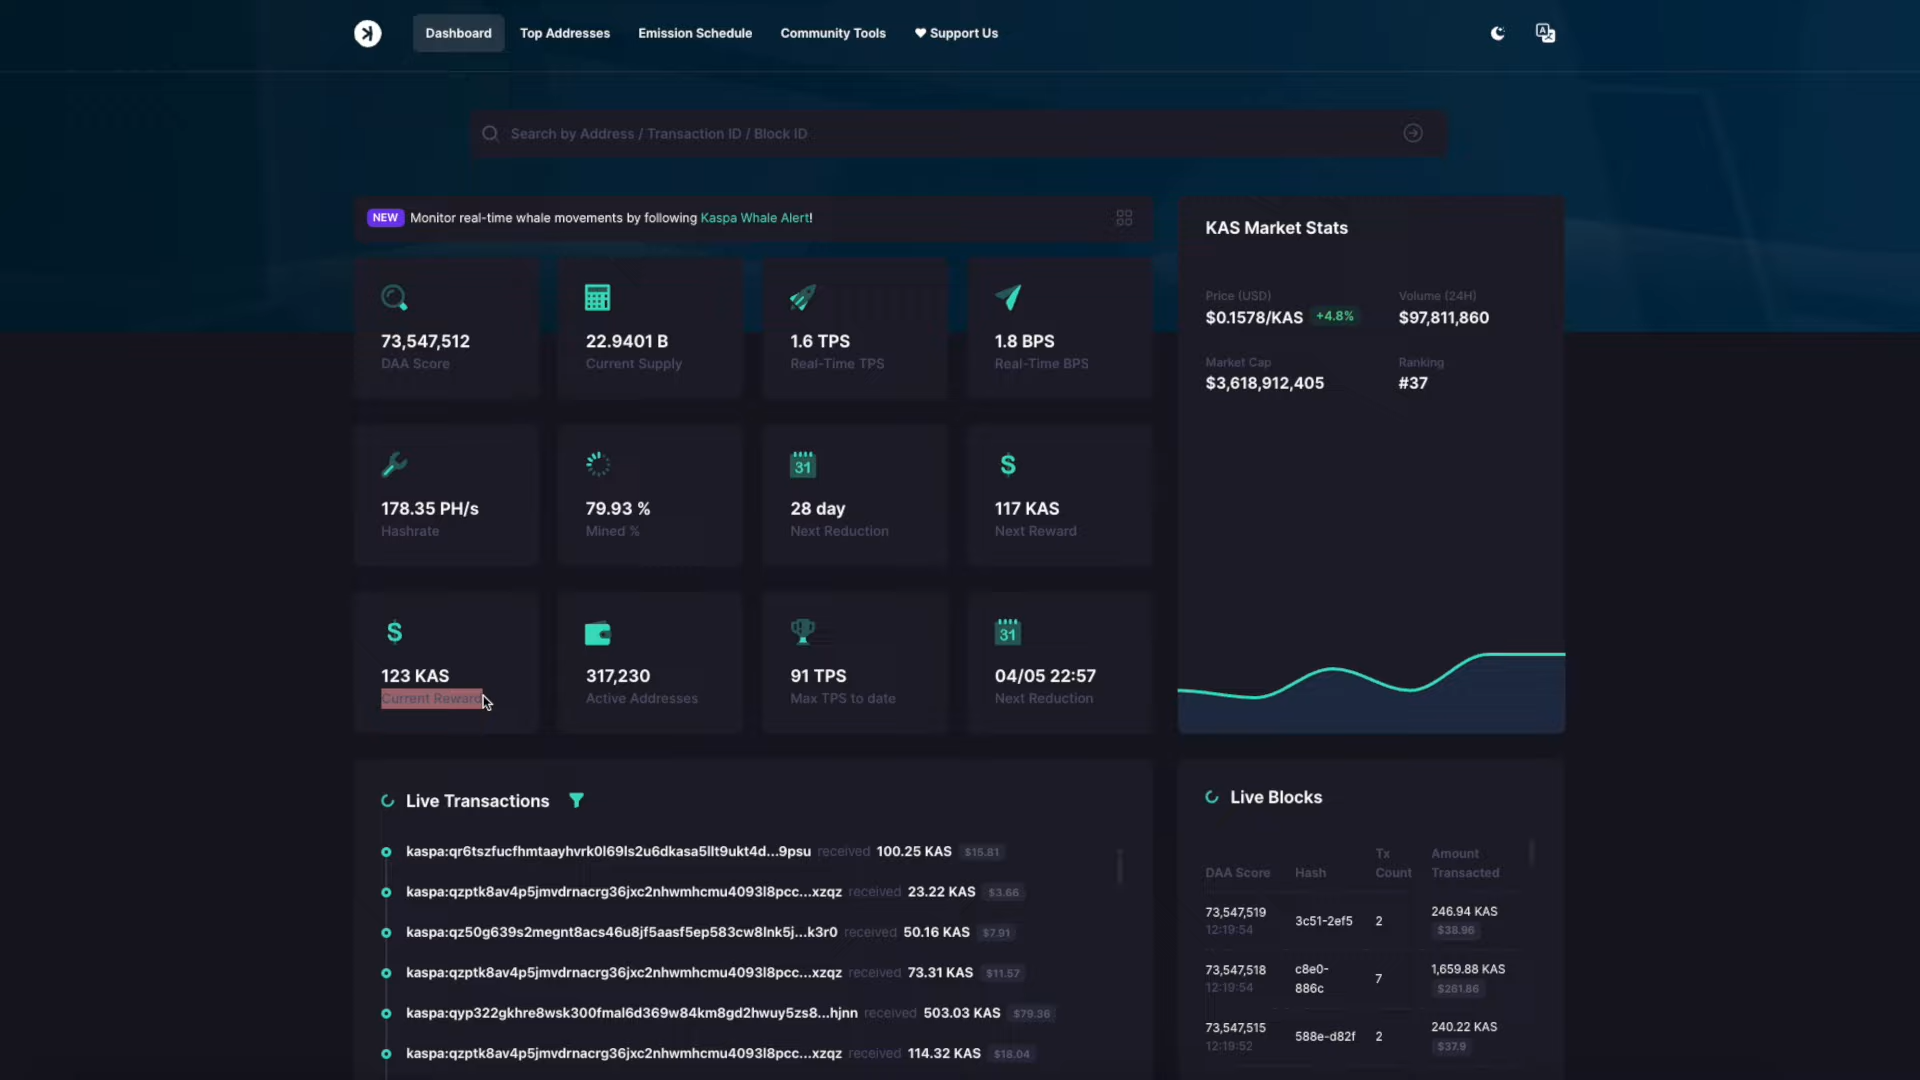 Dashboard
Top Addresses
Emission Schedule
Community Tools
Support Us
Search by Address / Transaction ID / Block ID
NEW Monitor real-time whale movements by following Kaspa Whale Alert!
73,547,512
DAA Score
22.9401 B
Current Supply
1.6 TPS
Real-Time TPS
1.8 BPS
Real-Time BPS
178.35 PH/s
Hashrate
79.93 %
Mined %
31
28 day
Next Reduction
117 KAS
Next Reward
123 KAS
Current Reward
317,230
Active Addresses
91 TPS
Max TPS to date
31
04/05 22:57
Next Reduction
KAS Market Stats
Price (USD)
$0.1578/KAS +4.8%
Volume (24H)
$97,811,860
Market Cap
$3,618,912,405
Ranking
#37
Live Transactions
kaspa:qr6tszfucfhmtaayhvrk0l69ls2u6dkasa5llt9ukt4d...9psu received 100.25 KAS $15.81
kaspa:qzptk8av4p5jmvdrnacrg36jxc2nhwmhcmu4093l8pcc...xzqz received 23.22 KAS $3.66
kaspa:qz50g639s2megnt8acs46u8jf5aasf5ep583cw8lnk5j...k3r0 received 50.16 KAS $7.91
kaspa:qzptk8av4p5jmvdrnacrg36jxc2nhwmhcmu4093l8pcc...xzqz received 73.31 KAS $11.57
kaspa:qyp322gkhre8wsk300fmal6d369w84km8gd2hwuy5zs8...hjnn received 503.03 KAS $79.36
kaspa:qzptk8av4p5jmvdrnacrg36jxc2nhwmhcmu4093l8pcc...xzqz received 114.32 KAS $18.04
Live Blocks
DAA Score
Hash
Tx Count
Amount Transacted
73,547,519
12:19:54
3c51-2ef5
2
246.94 KAS
$38.96
73,547,518
12:19:54
c8e0-
886c
7
1,659.88 KAS
$261.86
73,547,515
12:19:52
588e-d82f
2
240.22 KAS
$37.9